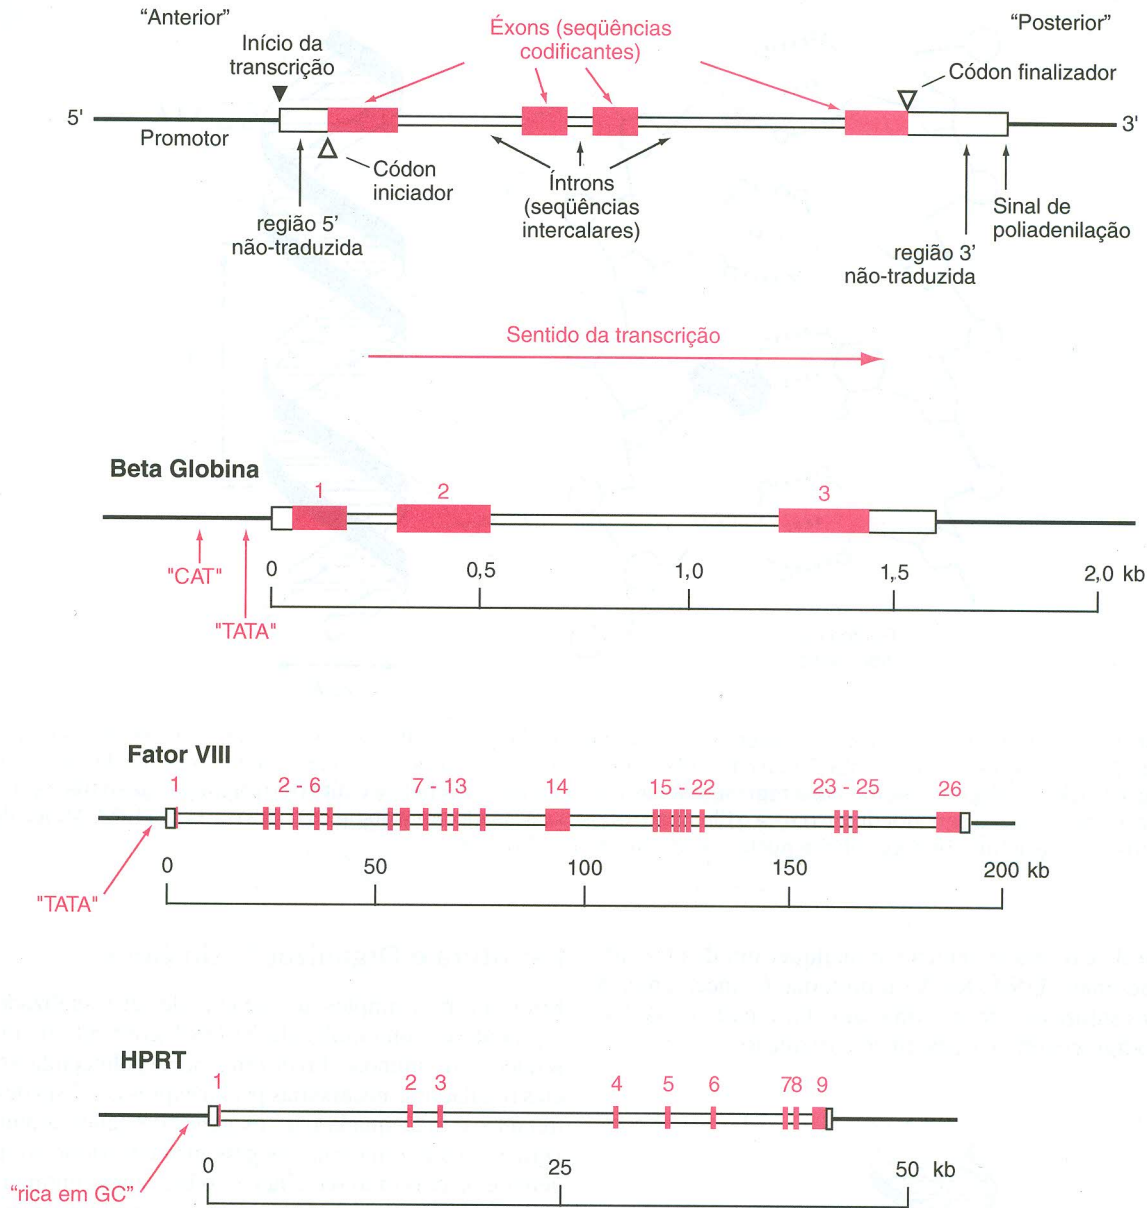 “Anterior”
Éxons (seqüências
codificantes)
“Posterior”
Início da
transcrição
Códon finalizador
5'
3'
Promotor
Códon
iniciador
Íntrons
(seqüências
intercalares)
Sinal de
poliadenilação
região 5’
não-traduzida
região 3’
não-traduzida
Sentido da transcrição
Beta Globina
1 2 3
"CAT"
"TATA"
0 0,5 1,0 1,5 2,0 kb
Fator VIII
1 2 - 6 7 - 13 14 15 - 22 23 - 25 26
"TATA"
0 50 100 150 200 kb
HPRT
1 2 3 4 5 6 78 9
“rica em GC”
0 25 50 kb